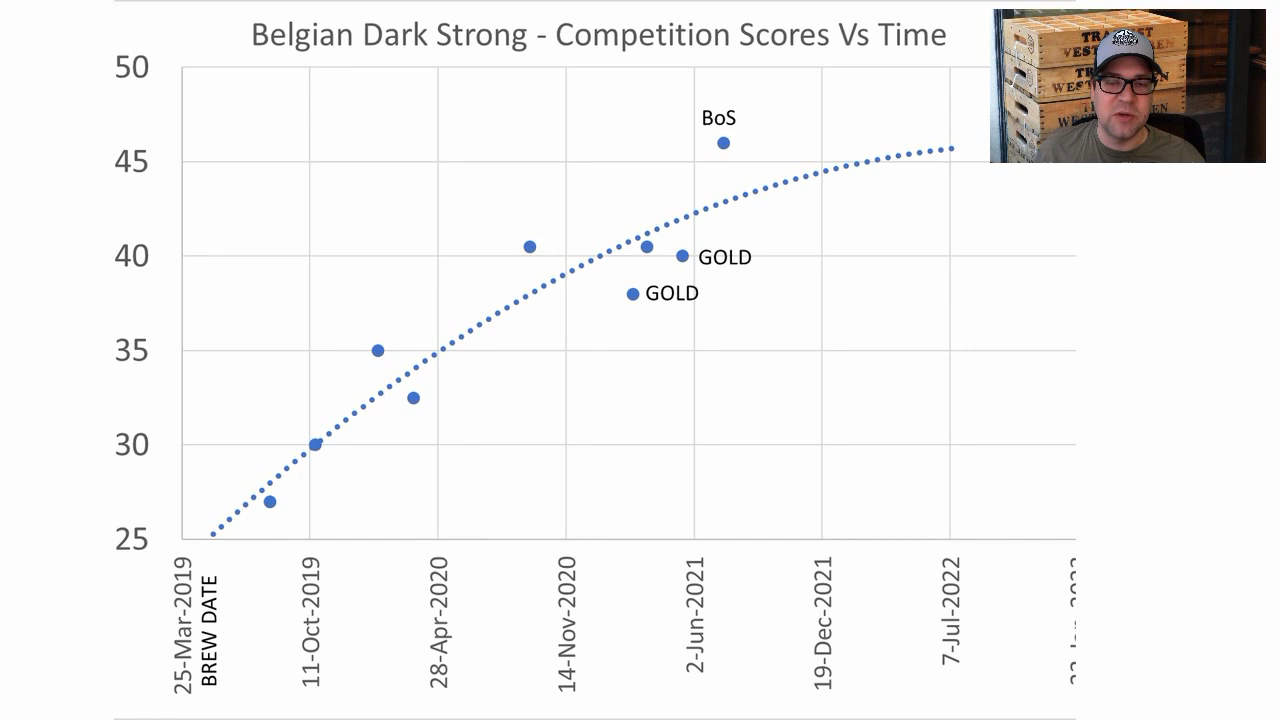 Belgian Dark Strong - Competition Scores Vs Time
50
45
40
35
30
25
BoS
GOLD
GOLD
25-Mar-2019
BREW DATE
11-Oct-2019
28-Apr-2020
14-Nov-2020
2-Jun-2021
19-Dec-2021
7-Jul-2022